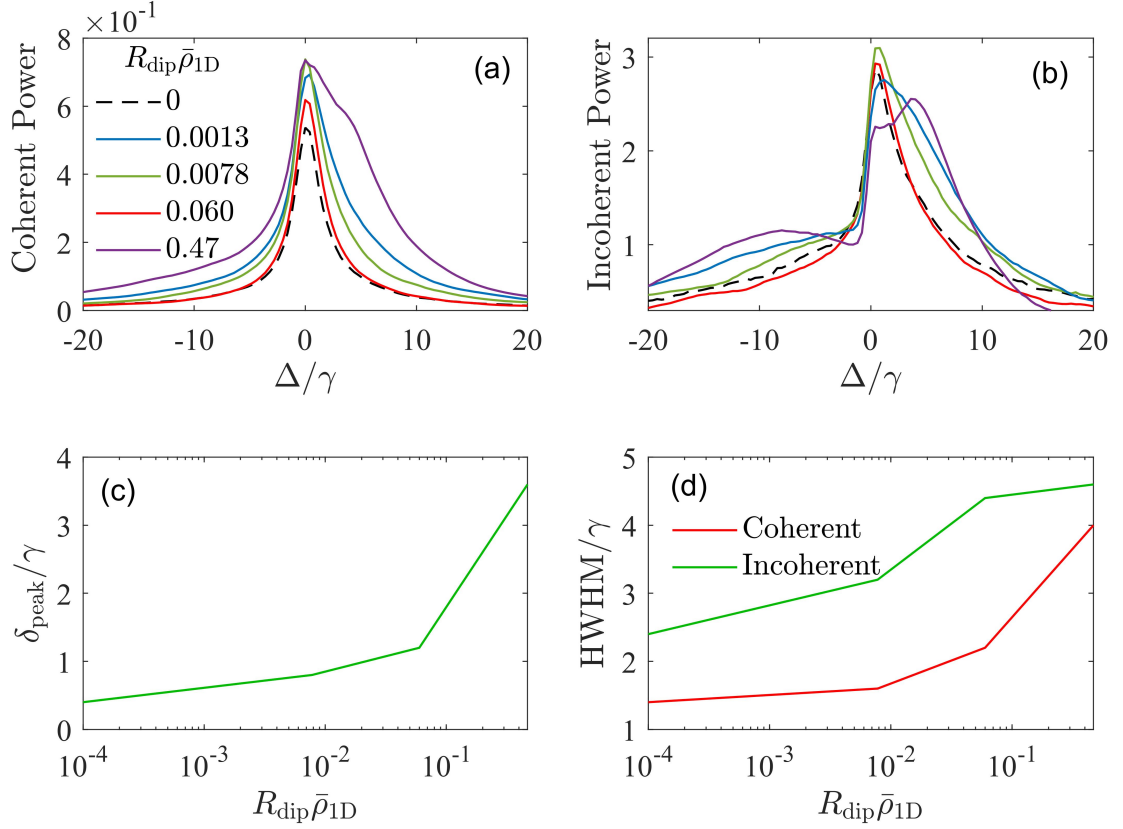 ×10⁻¹
(a)
Coherent Power
8
6
4
2
0
R_dip ρ̄_1D
0
0.0013
0.0078
0.060
0.47
-20 -10 0 10 20
Δ/γ
(b)
Incoherent Power
3
2
1
-20 -10 0 10 20
Δ/γ
(c)
δ_peak/γ
4
3
2
1
0
10⁻⁴ 10⁻³ 10⁻² 10⁻¹
R_dip ρ̄_1D
(d)
HWHM/γ
5
4
3
2
1
Coherent
Incoherent
10⁻⁴ 10⁻³ 10⁻² 10⁻¹
R_dip ρ̄_1D